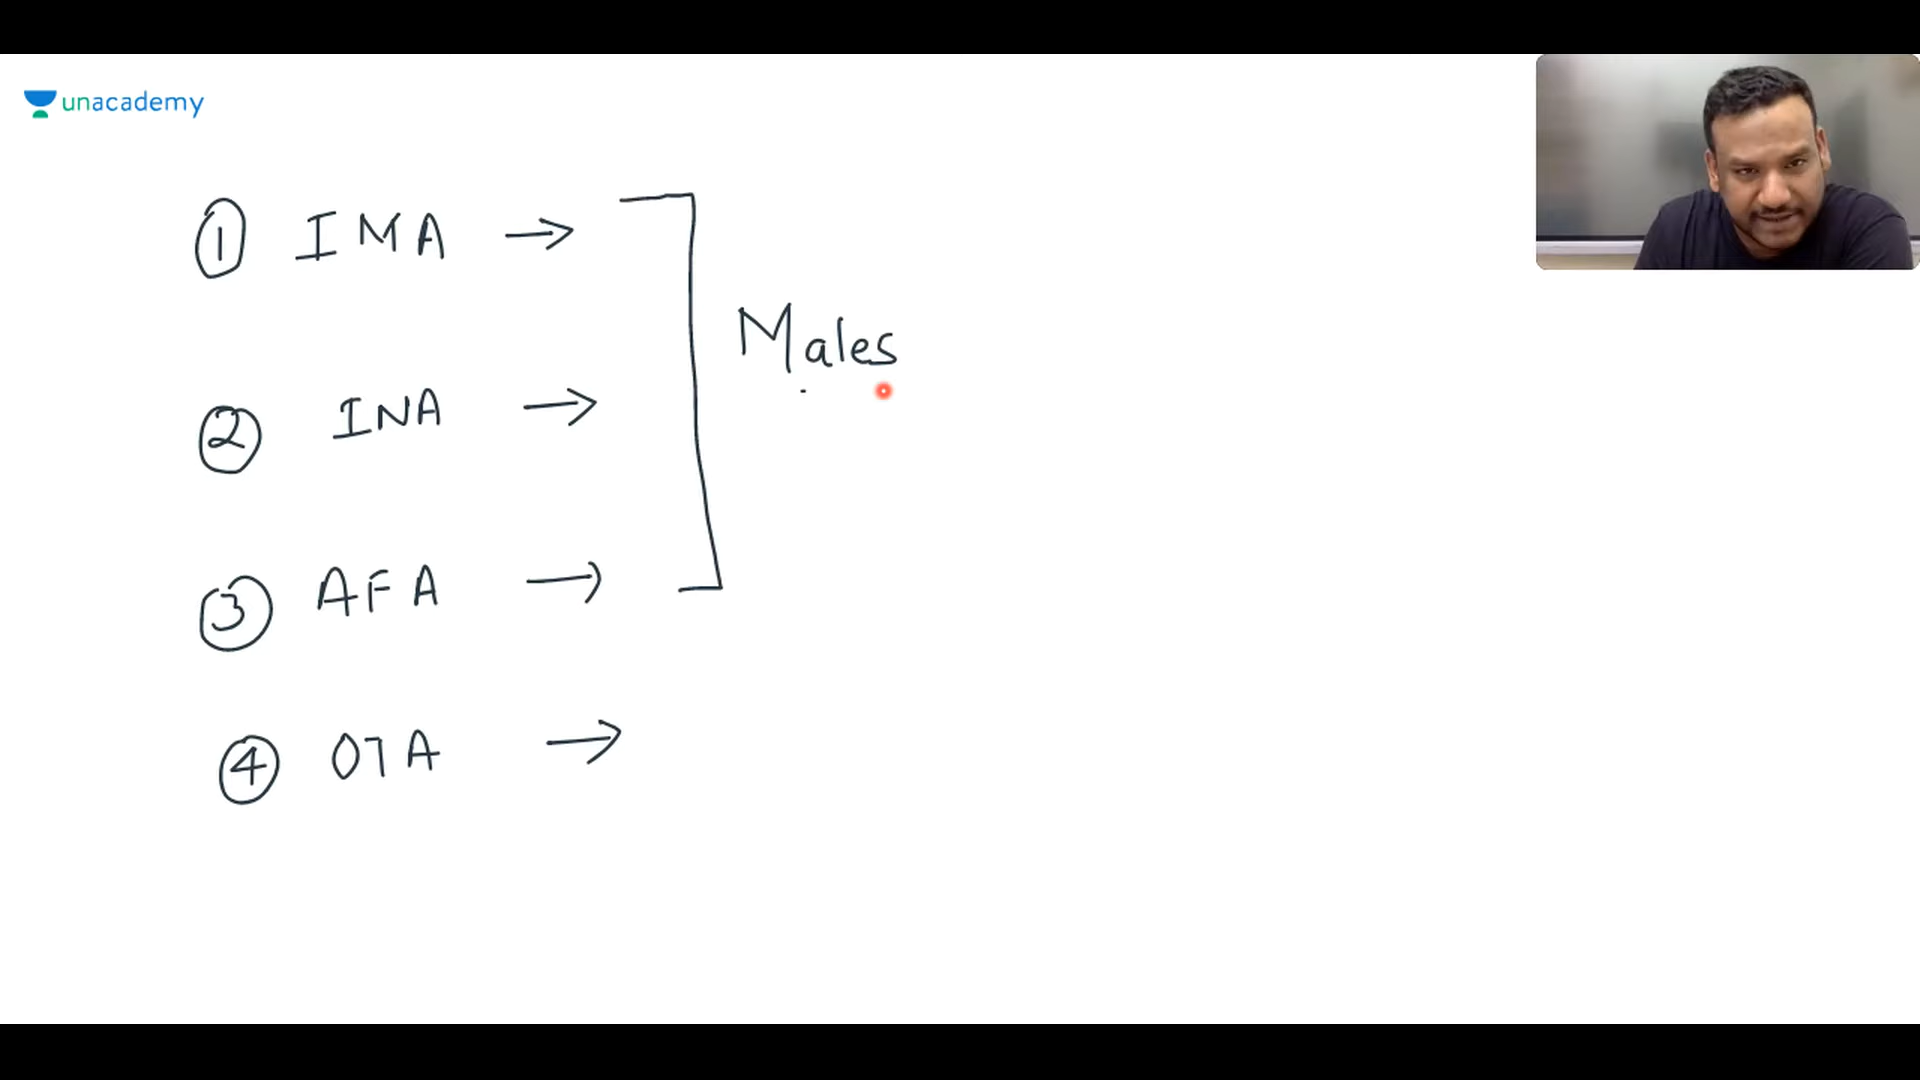 unacademy
① IMA →
Males
② INA →
③ AFA →
④ OTA →